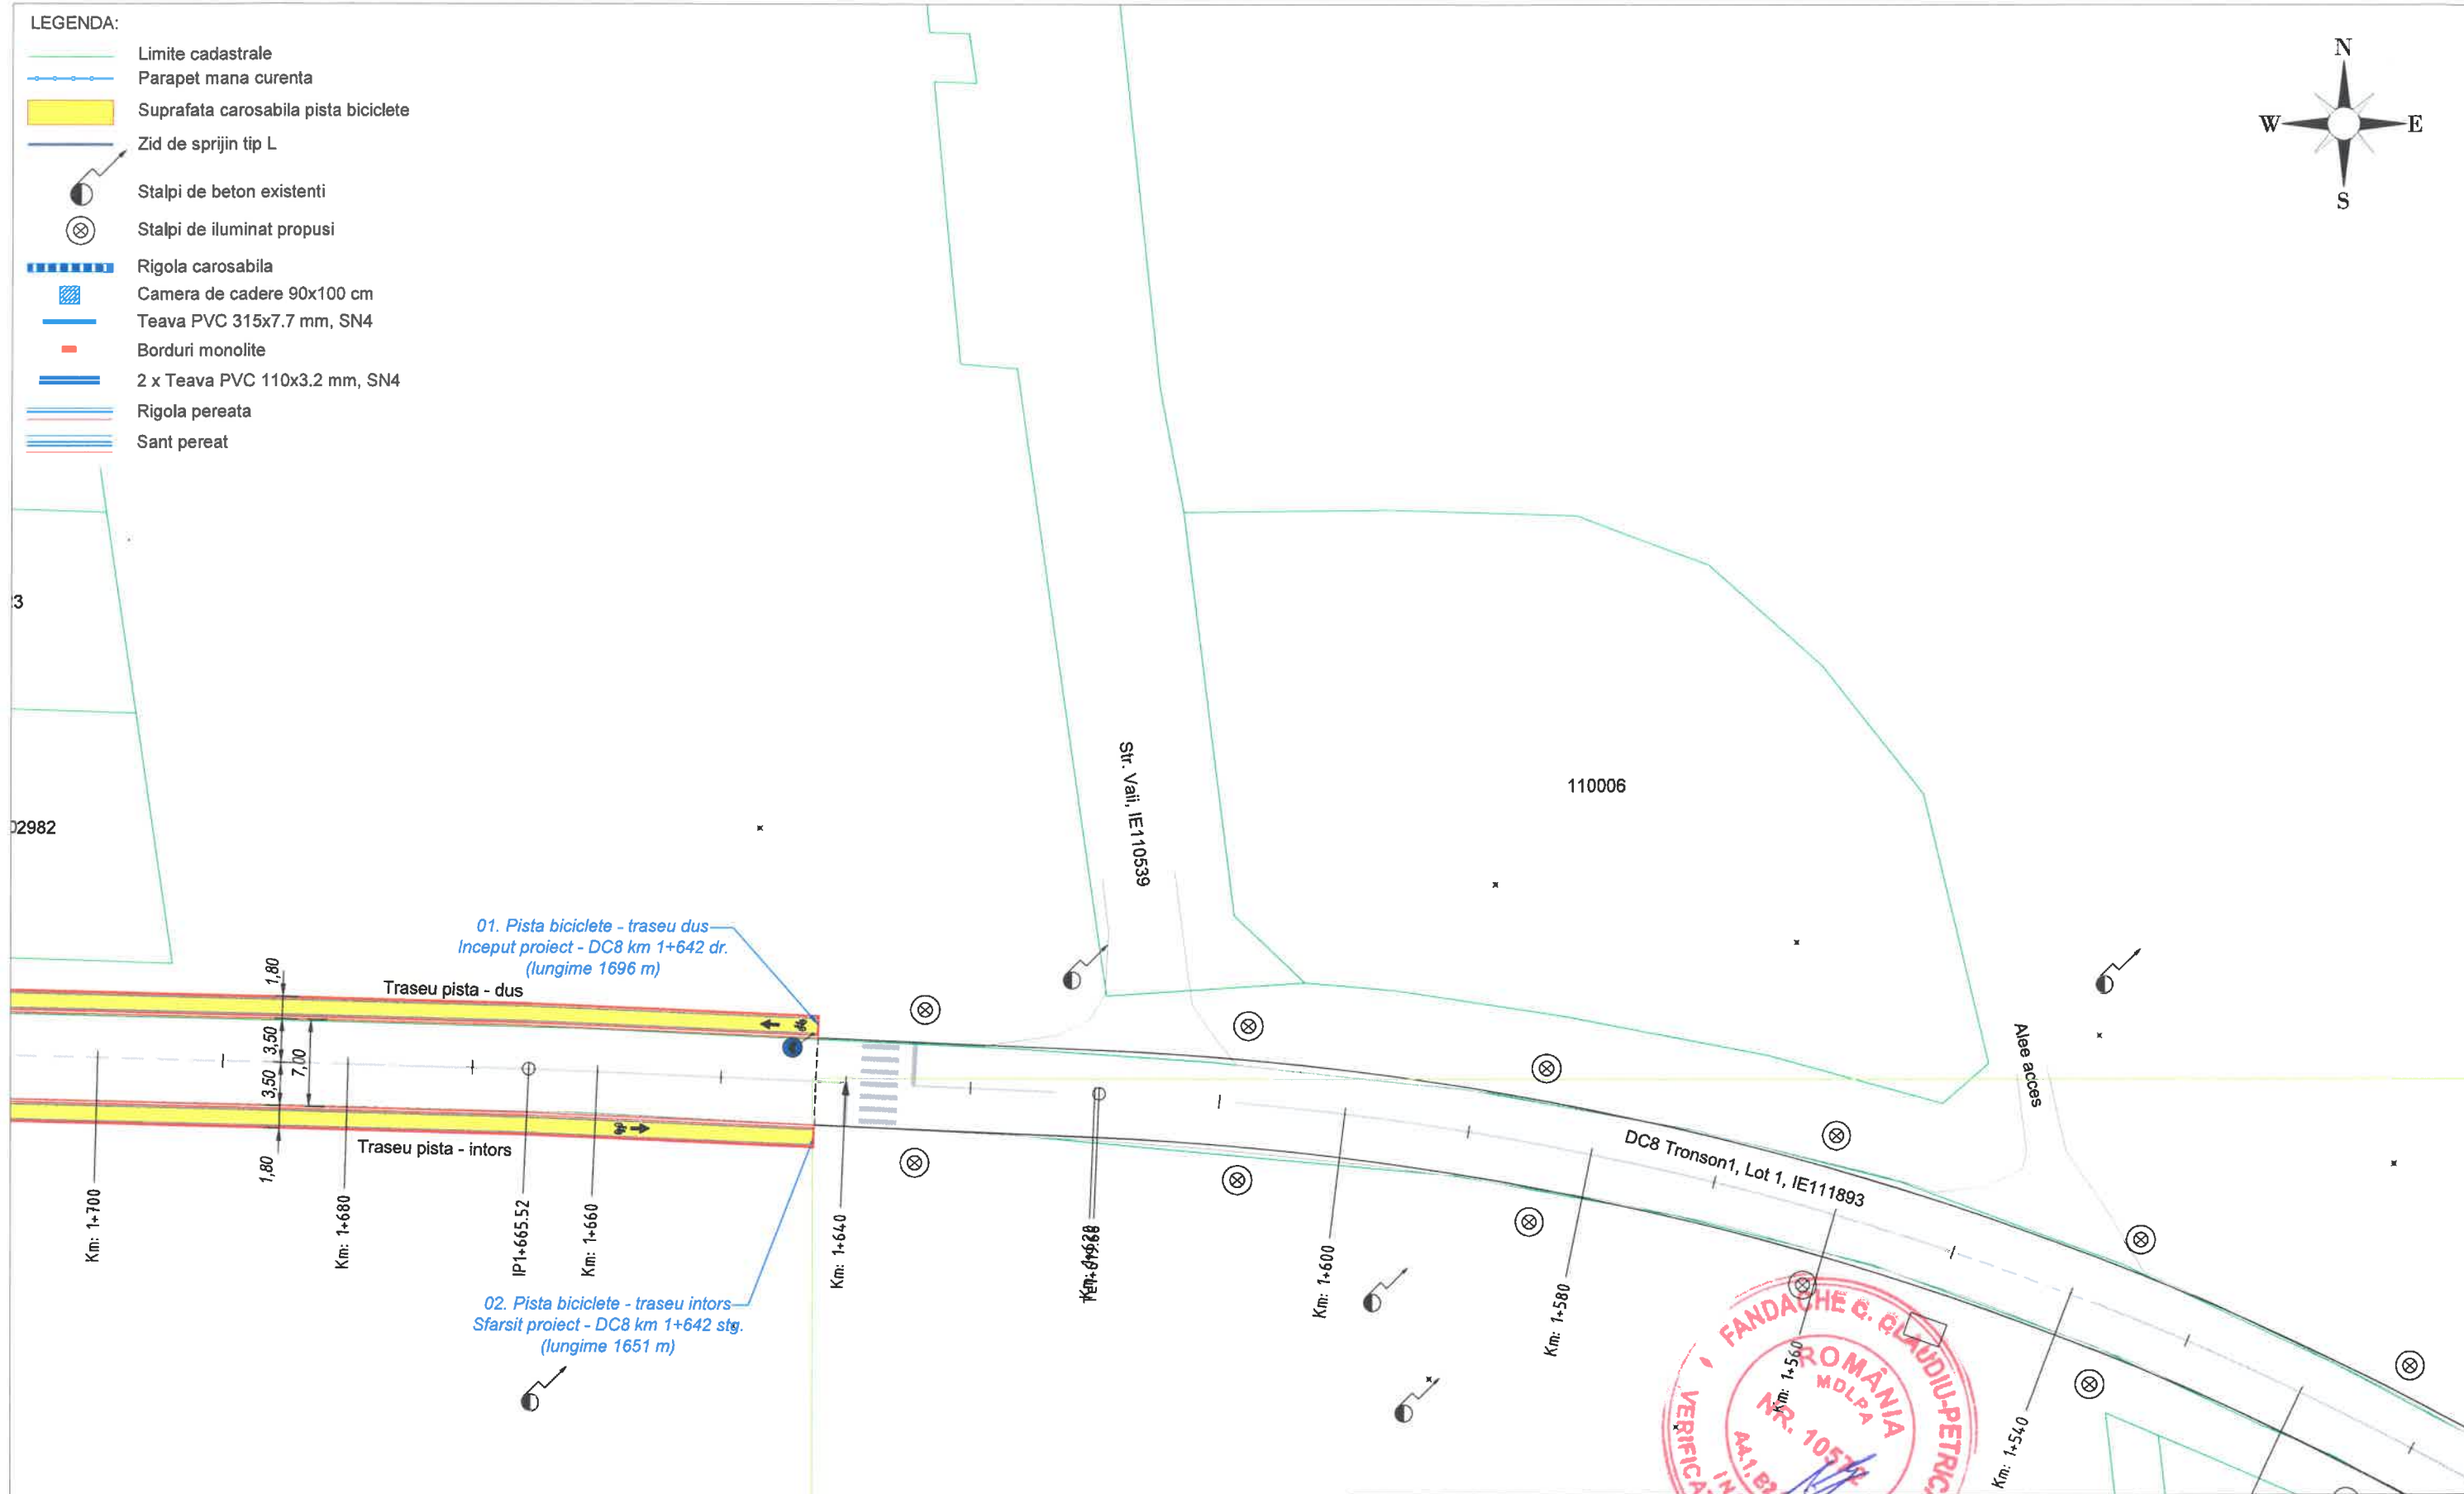 LEGENDA:
Limite cadastrale
Parapet mana curenta
Suprafata carosabila pista biciclete
Zid de sprijin tip L
Stalpi de beton existenti
Stalpi de iluminat propusi
Rigola carosabila
Camera de cadere 90x100 cm
Teava PVC 315x7.7 mm, SN4
Borduri monolite
2 x Teava PVC 110x3.2 mm, SN4
Rigola pereata
Sant pereat
N
W
E
S
3
02982
110006
Str. Vaii, IE110539
01. Pista biciclete - traseu dus
Inceput proiect - DC8 km 1+642 dr.
(lungime 1696 m)
Traseu pista - dus
1,80
3,50
7,00
3,50
1,80
Traseu pista - intors
Alee acces
DC8 Tronson1, Lot 1, IE111893
Km: 1+700
Km: 1+680
IP1+665.52
Km: 1+660
Km: 1+640
Km: 1+600
Km: 1+580
Km: 1+560
Km: 1+540
02. Pista biciclete - traseu intors
Sfarsit proiect - DC8 km 1+642 stg.
(lungime 1651 m)
FANDACHE C. CLAUDIU-PETRIC
VERIFICA
ROMÂNIA
MDLPA
NR. 10572